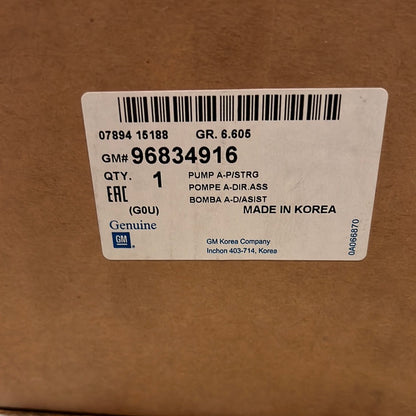 07894 15188 GR. 6.605
GM# 96834916
QTY. 1 PUMP A-P/STRG
POMPE A-DIR.ASS
BOMBA A-D/ASIST
EAC
(G0U) MADE IN KOREA
Genuine
GM
GM Korea Company
Inchon 403-714, Korea
0A066870